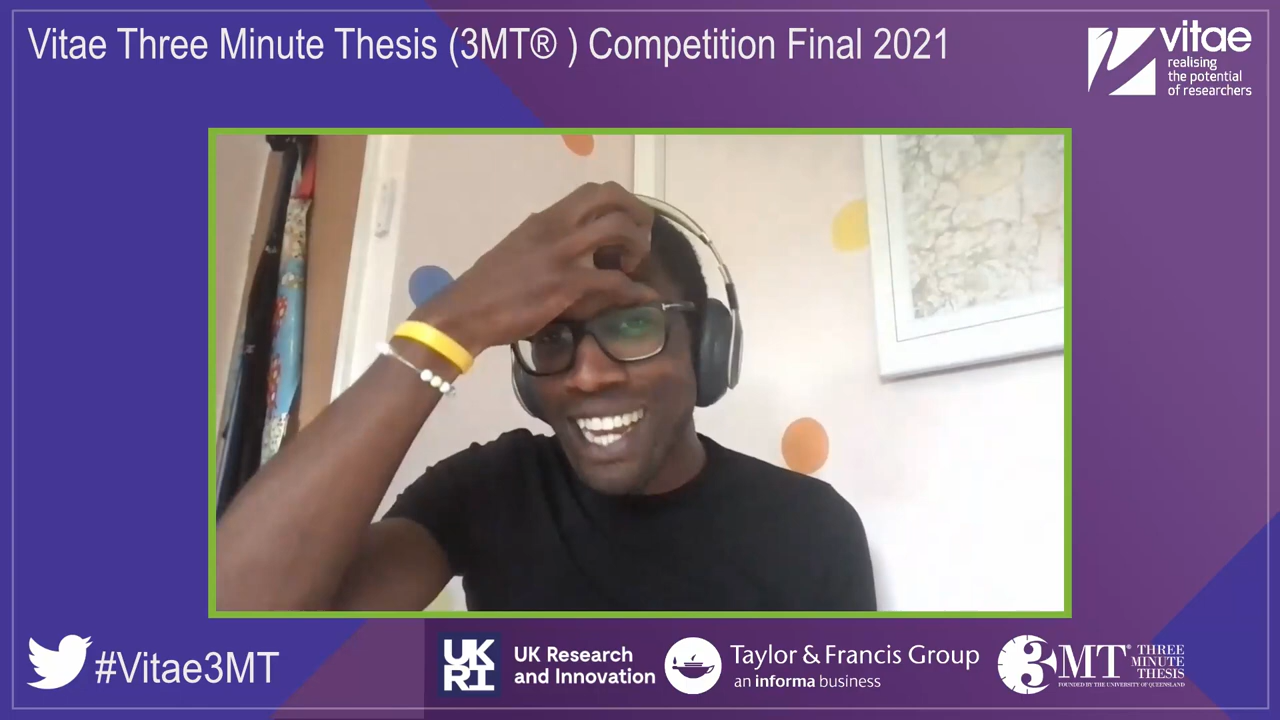 Vitae Three Minute Thesis (3MT® ) Competition Final 2021
vitae
realising
the potential
of researchers
#Vitae3MT
UK
RI
UK Research
and Innovation
Taylor & Francis Group
an informa business
3MT®
THREE
MINUTE
THESIS
FOUNDED BY THE UNIVERSITY OF QUEENSLAND